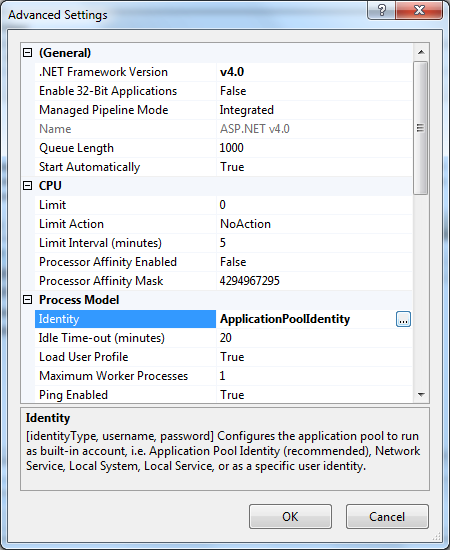 Advanced Settings
(General)
.NET Framework Version v4.0
Enable 32-Bit Applications False
Managed Pipeline Mode Integrated
Name ASP.NET v4.0
Queue Length 1000
Start Automatically True
CPU
Limit 0
Limit Action NoAction
Limit Interval (minutes) 5
Processor Affinity Enabled False
Processor Affinity Mask 4294967295
Process Model
Identity ApplicationPoolIdentity ...
Idle Time-out (minutes) 20
Load User Profile True
Maximum Worker Processes 1
Ping Enabled True
Identity
[identityType, username, password] Configures the application pool to run
as built-in account, i.e. Application Pool Identity (recommended), Network
Service, Local System, Local Service, or as a specific user identity.
OK Cancel